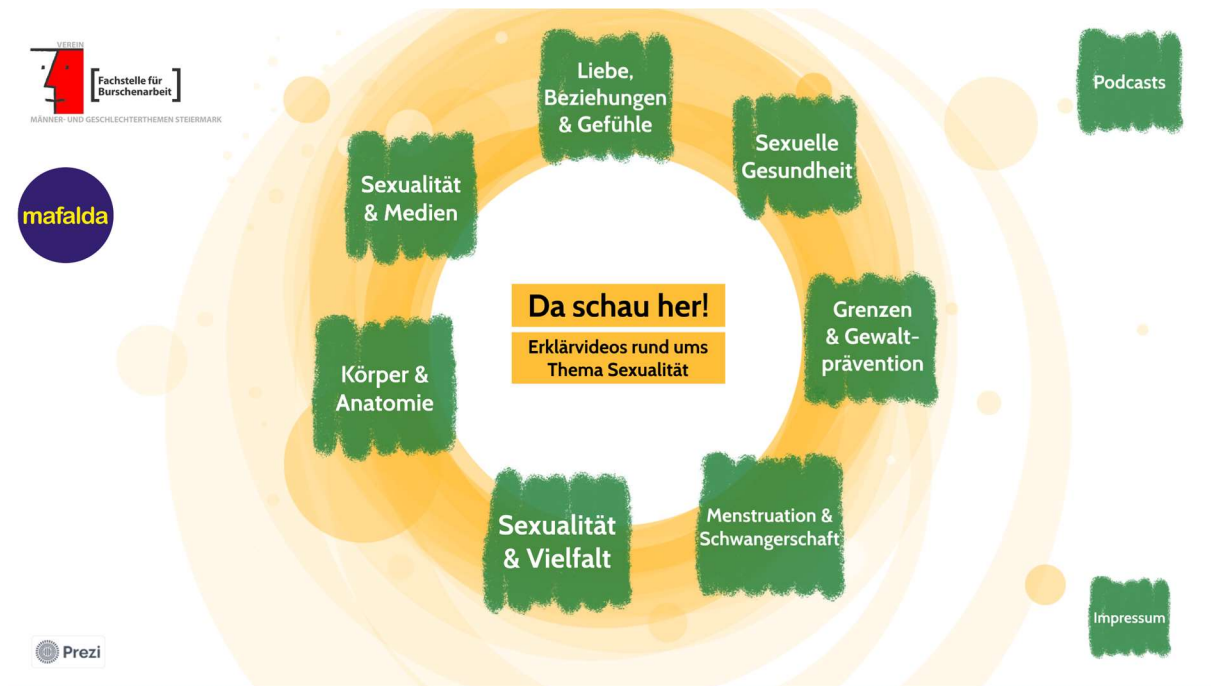 VEREIN
Fachstelle für
Burschenarbeit
MÄNNER- UND GESCHLECHTERTHEMEN STEIERMARK
mafalda
Liebe,
Beziehungen
& Gefühle
Sexuelle
Gesundheit
Podcasts
Sexualität
& Medien
Da schau her!
Erklärvideos rund ums
Thema Sexualität
Grenzen
& Gewalt-
prävention
Körper &
Anatomie
Sexualität
& Vielfalt
Menstruation &
Schwangerschaft
Impressum
Prezi